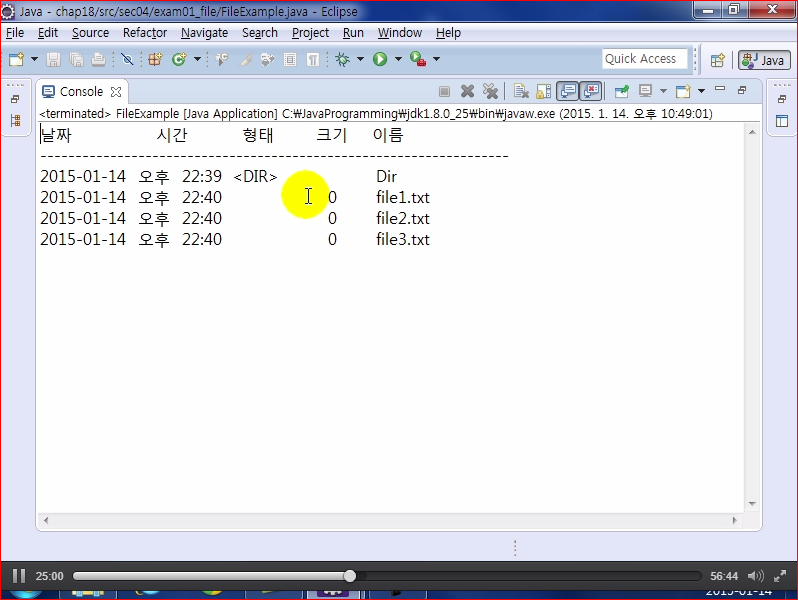 Java - chap18/src/sec04/exam01_file/FileExample.java - Eclipse
File Edit Source Refactor Navigate Search Project Run Window Help
Quick Access Java
Console
<terminated> FileExample [Java Application] C:₩JavaProgramming₩jdk1.8.0_25₩bin₩javaw.exe (2015. 1. 14. 오후 10:49:01)
날짜 시간 형태 크기 이름
-------------------------------------------------------------------
2015-01-14 오후 22:39 <DIR> Dir
2015-01-14 오후 22:40 0 file1.txt
2015-01-14 오후 22:40 0 file2.txt
2015-01-14 오후 22:40 0 file3.txt
25:00 56:44
2015-01-14